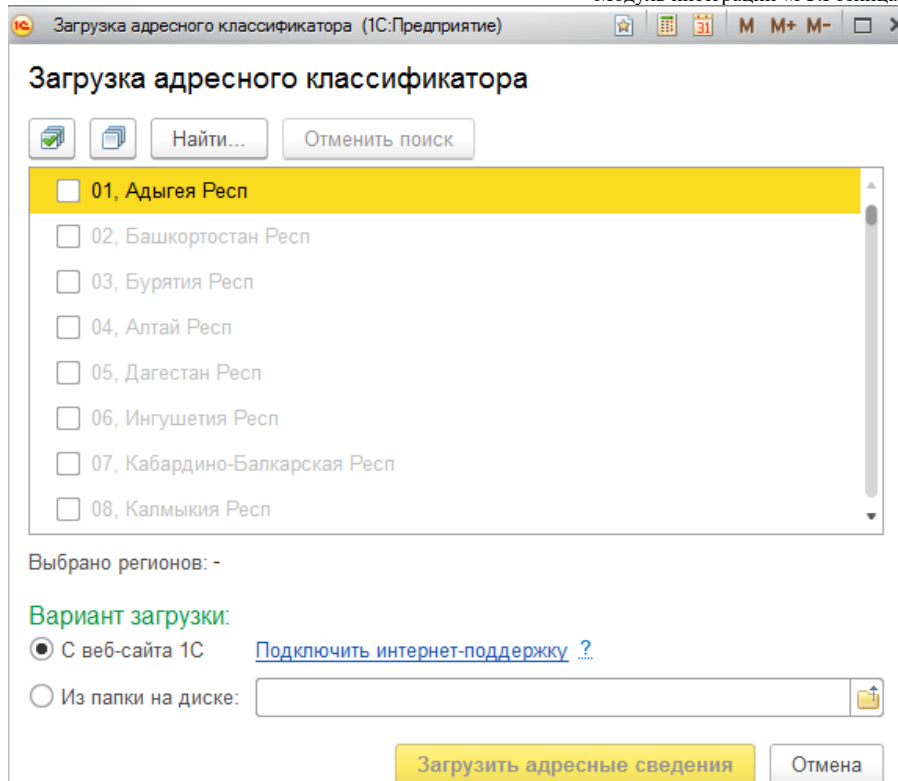 Загрузка адресного классификатора (1С:Предприятие) 31 M M+ M-
Загрузка адресного классификатора
Найти... Отменить поиск
01, Адыгея Респ
02, Башкортостан Респ
03, Бурятия Респ
04, Алтай Респ
05, Дагестан Респ
06, Ингушетия Респ
07, Кабардино-Балкарская Респ
08, Калмыкия Респ
Выбрано регионов: -
Вариант загрузки:
С веб-сайта 1С Подключить интернет-поддержку ?
Из папки на диске:
Загрузить адресные сведения Отмена